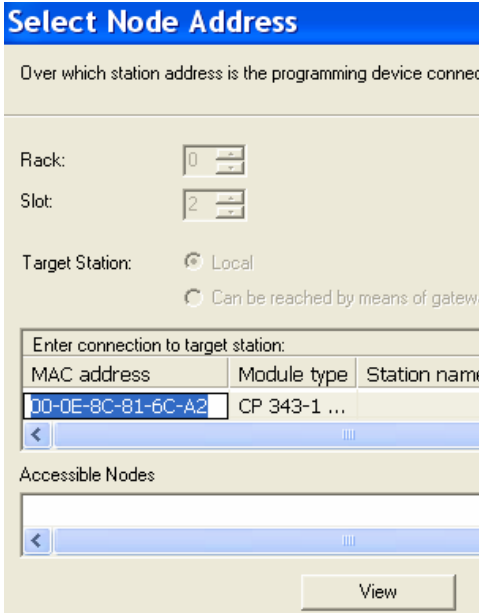 Select Node Address
Over which station address is the programming device connec
Rack: 0
Slot: 2
Target Station: Local
Can be reached by means of gatew
Enter connection to target station:
MAC address Module type Station name
00-0E-8C-81-6C-A2 CP 343-1 ...
Accessible Nodes
View